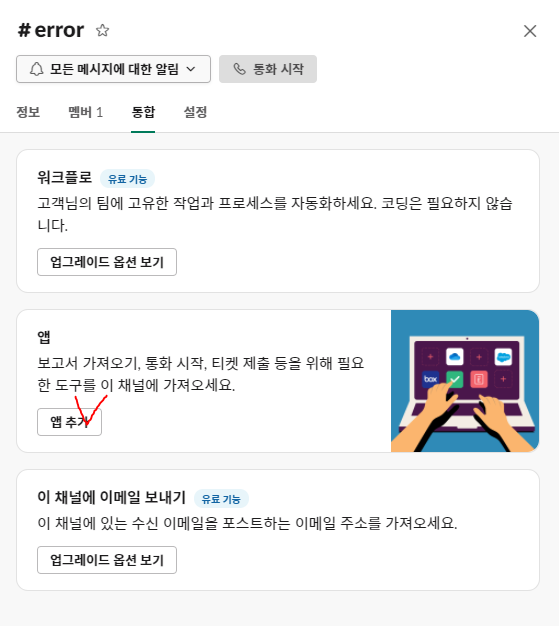 # error
모든 메시지에 대한 알림
통화 시작
정보 멤버 1 통합 설정
워크플로 유료 기능
고객님의 팀에 고유한 작업과 프로세스를 자동화하세요. 코딩은 필요하지 않습
니다.
업그레이드 옵션 보기
앱
보고서 가져오기, 통화 시작, 티켓 제출 등을 위해 필요
한 도구를 이 채널에 가져오세요.
앱 추가
box
이 채널에 이메일 보내기 유료 기능
이 채널에 있는 수신 이메일을 포스트하는 이메일 주소를 가져오세요.
업그레이드 옵션 보기